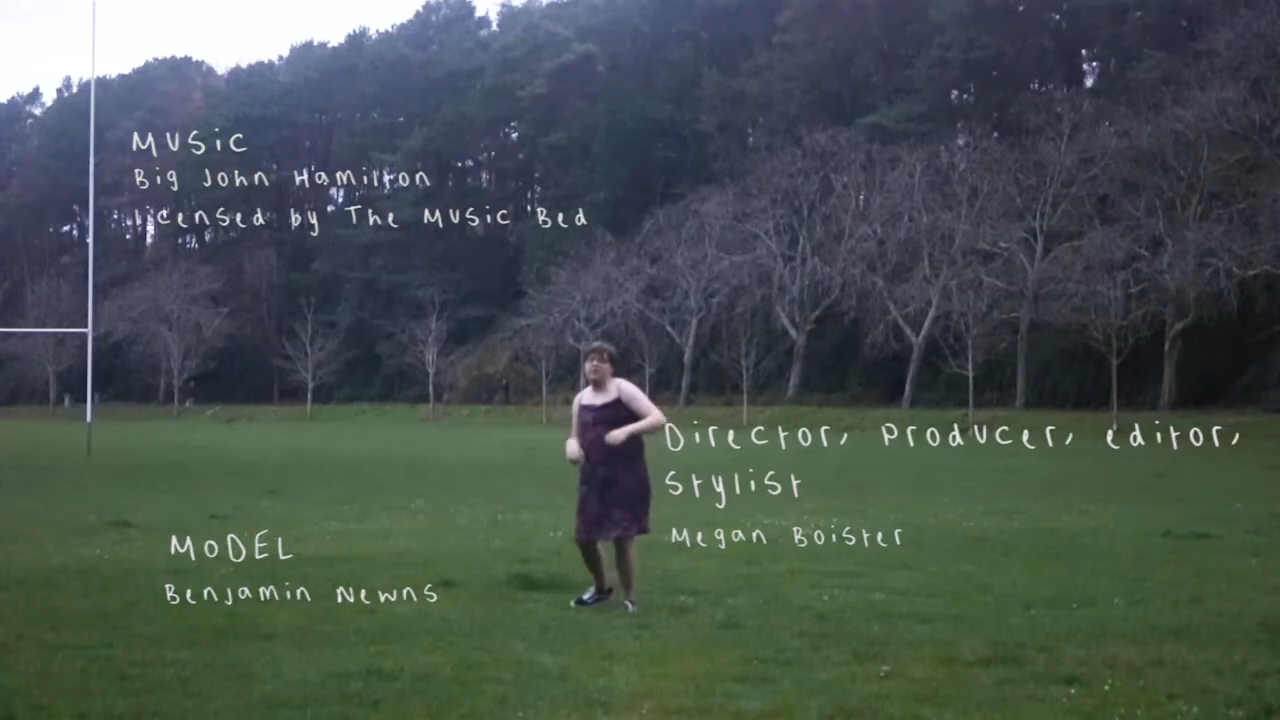 MUSIC
Big John Hamilton
licensed by The Music Bed
Director, Producer, editor,
Stylist
Megan Boister
MODEL
Benjamin Newns